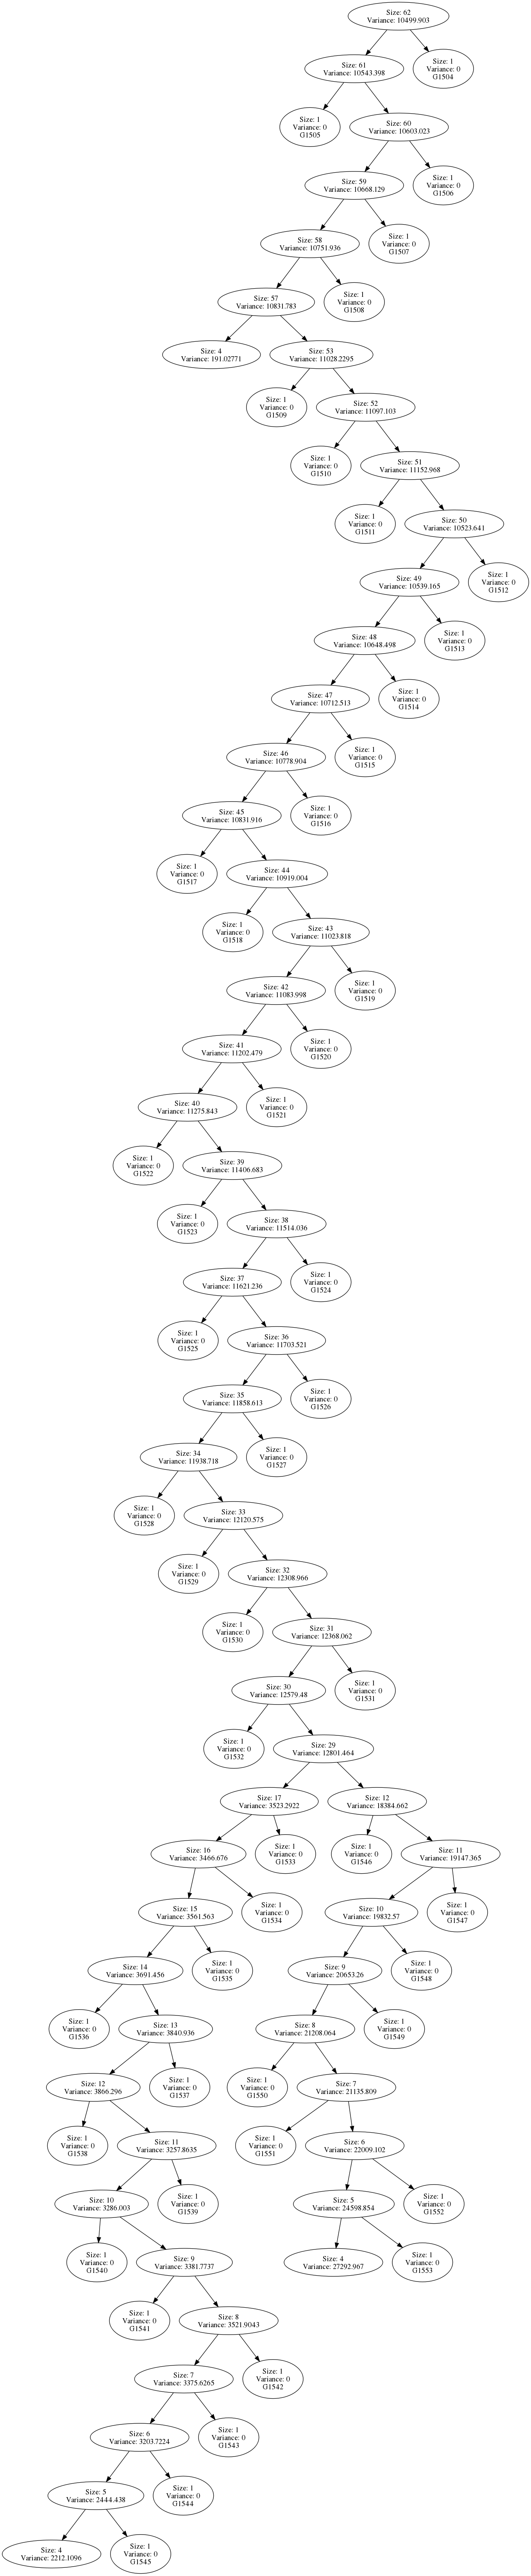 Size: 62
Variance: 10499.903
Size: 61
Variance: 10543.398
Size: 1
Variance: 0
G1504
Size: 1
Variance: 0
G1505
Size: 60
Variance: 10603.023
Size: 59
Variance: 10668.129
Size: 1
Variance: 0
G1506
Size: 58
Variance: 10751.936
Size: 1
Variance: 0
G1507
Size: 57
Variance: 10831.783
Size: 1
Variance: 0
G1508
Size: 4
Variance: 191.02771
Size: 53
Variance: 11028.2295
Size: 1
Variance: 0
G1509
Size: 52
Variance: 11097.103
Size: 1
Variance: 0
G1510
Size: 51
Variance: 11152.968
Size: 1
Variance: 0
G1511
Size: 50
Variance: 10523.641
Size: 49
Variance: 10539.165
Size: 1
Variance: 0
G1512
Size: 48
Variance: 10648.498
Size: 1
Variance: 0
G1513
Size: 47
Variance: 10712.513
Size: 1
Variance: 0
G1514
Size: 46
Variance: 10778.904
Size: 1
Variance: 0
G1515
Size: 45
Variance: 10831.916
Size: 1
Variance: 0
G1516
Size: 1
Variance: 0
G1517
Size: 44
Variance: 10919.004
Size: 1
Variance: 0
G1518
Size: 43
Variance: 11023.818
Size: 42
Variance: 11083.998
Size: 1
Variance: 0
G1519
Size: 41
Variance: 11202.479
Size: 1
Variance: 0
G1520
Size: 40
Variance: 11275.843
Size: 1
Variance: 0
G1521
Size: 1
Variance: 0
G1522
Size: 39
Variance: 11406.683
Size: 1
Variance: 0
G1523
Size: 38
Variance: 11514.036
Size: 37
Variance: 11621.236
Size: 1
Variance: 0
G1524
Size: 1
Variance: 0
G1525
Size: 36
Variance: 11703.521
Size: 35
Variance: 11858.613
Size: 1
Variance: 0
G1526
Size: 34
Variance: 11938.718
Size: 1
Variance: 0
G1527
Size: 1
Variance: 0
G1528
Size: 33
Variance: 12120.575
Size: 1
Variance: 0
G1529
Size: 32
Variance: 12308.966
Size: 1
Variance: 0
G1530
Size: 31
Variance: 12368.062
Size: 30
Variance: 12579.48
Size: 1
Variance: 0
G1531
Size: 1
Variance: 0
G1532
Size: 29
Variance: 12801.464
Size: 17
Variance: 3523.2922
Size: 12
Variance: 18384.662
Size: 16
Variance: 3466.676
Size: 1
Variance: 0
G1533
Size: 1
Variance: 0
G1546
Size: 11
Variance: 19147.365
Size: 15
Variance: 3561.563
Size: 1
Variance: 0
G1534
Size: 10
Variance: 19832.57
Size: 1
Variance: 0
G1547
Size: 14
Variance: 3691.456
Size: 1
Variance: 0
G1535
Size: 9
Variance: 20653.26
Size: 1
Variance: 0
G1548
Size: 1
Variance: 0
G1536
Size: 13
Variance: 3840.936
Size: 8
Variance: 21208.064
Size: 1
Variance: 0
G1549
Size: 12
Variance: 3866.296
Size: 1
Variance: 0
G1537
Size: 1
Variance: 0
G1550
Size: 7
Variance: 21135.809
Size: 1
Variance: 0
G1538
Size: 11
Variance: 3257.8635
Size: 1
Variance: 0
G1551
Size: 6
Variance: 22009.102
Size: 10
Variance: 3286.003
Size: 1
Variance: 0
G1539
Size: 5
Variance: 24598.854
Size: 1
Variance: 0
G1552
Size: 1
Variance: 0
G1540
Size: 9
Variance: 3381.7737
Size: 4
Variance: 27292.967
Size: 1
Variance: 0
G1553
Size: 1
Variance: 0
G1541
Size: 8
Variance: 3521.9043
Size: 7
Variance: 3375.6265
Size: 1
Variance: 0
G1542
Size: 6
Variance: 3203.7224
Size: 1
Variance: 0
G1543
Size: 5
Variance: 2444.438
Size: 1
Variance: 0
G1544
Size: 4
Variance: 2212.1096
Size: 1
Variance: 0
G1545